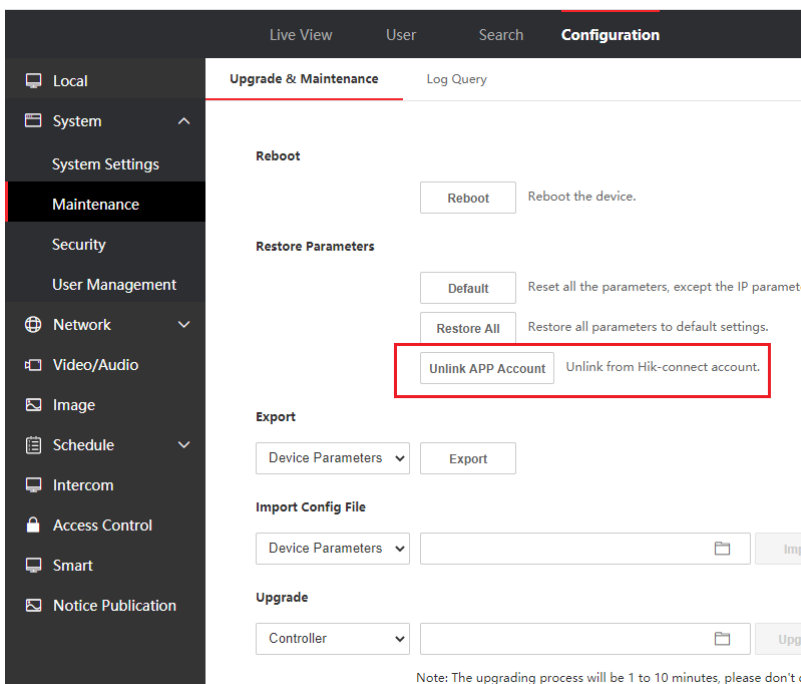 Live View User Search Configuration
Local
System
System Settings
Maintenance
Security
User Management
Network
Video/Audio
Image
Schedule
Intercom
Access Control
Smart
Notice Publication
Upgrade & Maintenance Log Query
Reboot
Reboot Reboot the device.
Restore Parameters
Default Reset all the parameters, except the IP paramet
Restore All Restore all parameters to default settings.
Unlink APP Account Unlink from Hik-connect account.
Export
Device Parameters Export
Import Config File
Device Parameters Imp
Upgrade
Controller Upg
Note: The upgrading process will be 1 to 10 minutes, please don't